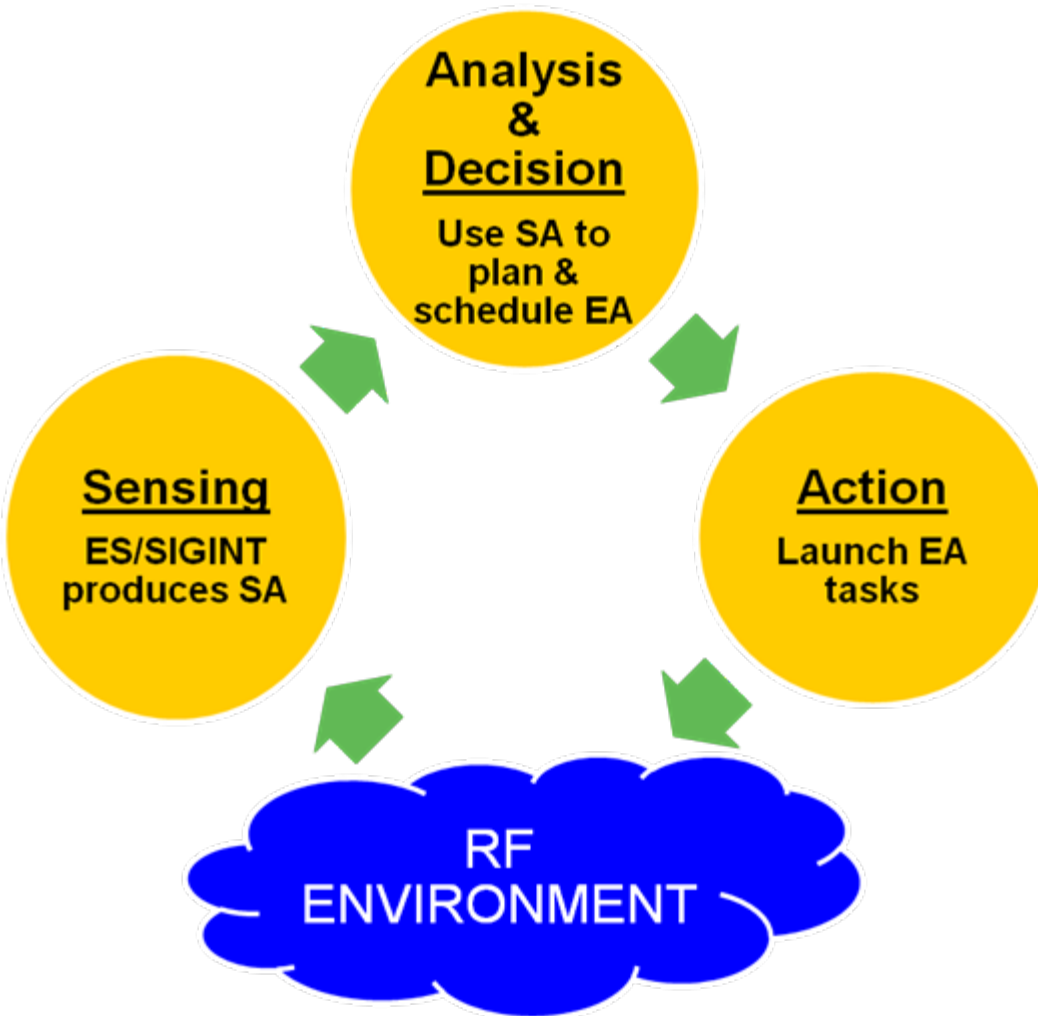 Analysis
&
Decision
Use SA to
plan &
schedule EA
Sensing
ES/SIGINT
produces SA
Action
Launch EA
tasks
RF
ENVIRONMENT